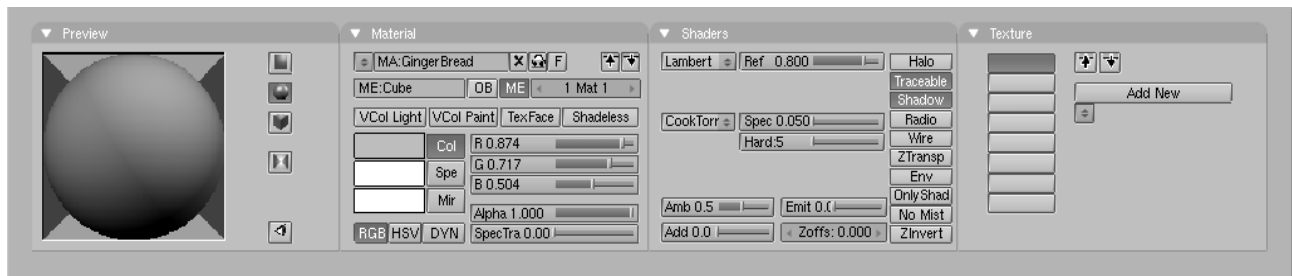 Preview
Material
MA:GingerBread
F
ME:Cube
OB
ME
1 Mat 1
VCol Light
VCol Paint
TexFace
Shadeless
Col
R 0.874
G 0.717
Spe
B 0.504
Mir
Alpha 1.000
RGB
HSV
DYN
SpecTra 0.00
Shaders
Lambert
Ref 0.800
Halo
Traceable
Shadow
CookTorr
Spec 0.050
Radio
Hard:5
Wire
ZTransp
Env
OnlyShad
Amb 0.5
Emit 0.(
No Mist
Add 0.0
Zoffs: 0.000
ZInvert
Texture
Add New